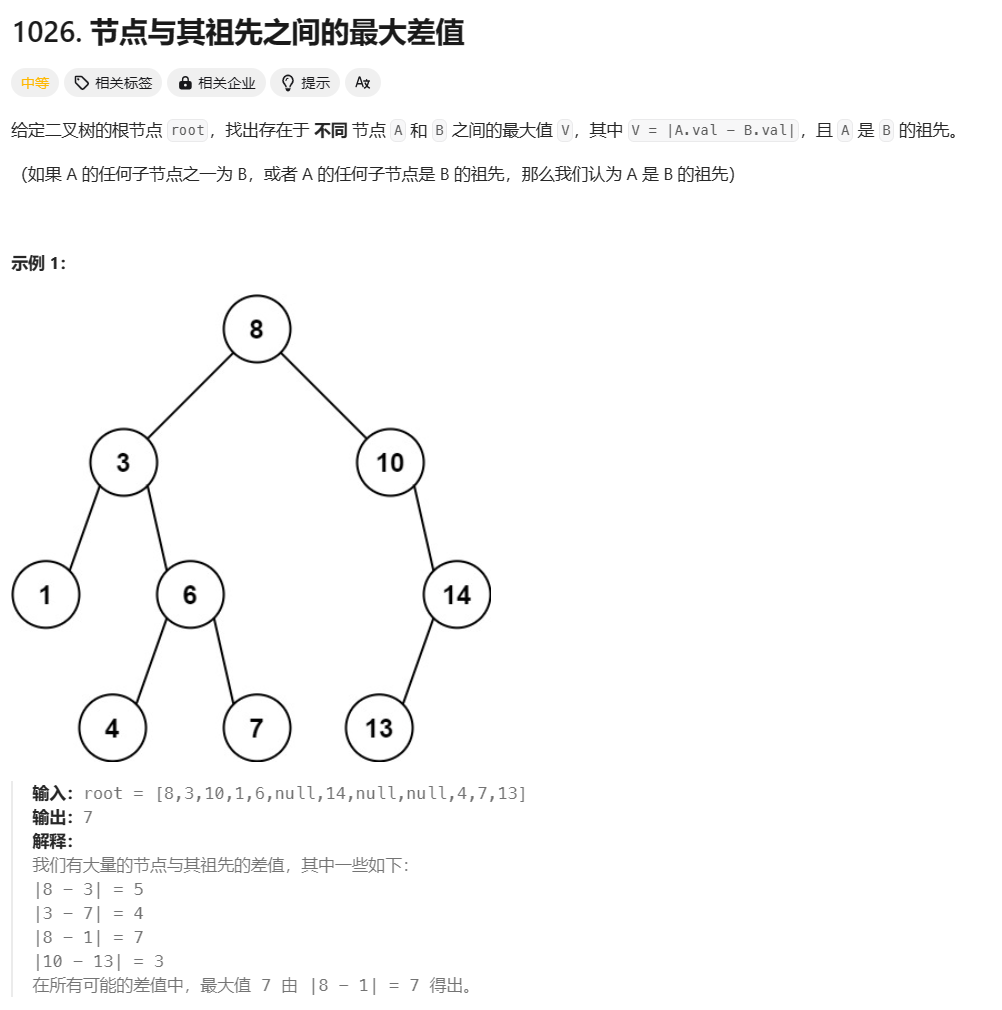 1026. 节点与其祖先之间的最大差值
中等 相关标签 相关企业 提示 Aあ
给定二叉树的根节点 root，找出存在于 不同 节点 A 和 B 之间的最大值 V，其中 V = |A.val - B.val|，且 A 是 B 的祖先。
（如果 A 的任何子节点之一为 B，或者 A 的任何子节点是 B 的祖先，那么我们认为 A 是 B 的祖先）
示例 1：
8
3 10
1 6 14
4 7 13
输入：root = [8,3,10,1,6,null,14,null,null,4,7,13]
输出：7
解释：
我们有大量的节点与其祖先的差值，其中一些如下：
|8 - 3| = 5
|3 - 7| = 4
|8 - 1| = 7
|10 - 13| = 3
在所有可能的差值中，最大值 7 由 |8 - 1| = 7 得出。